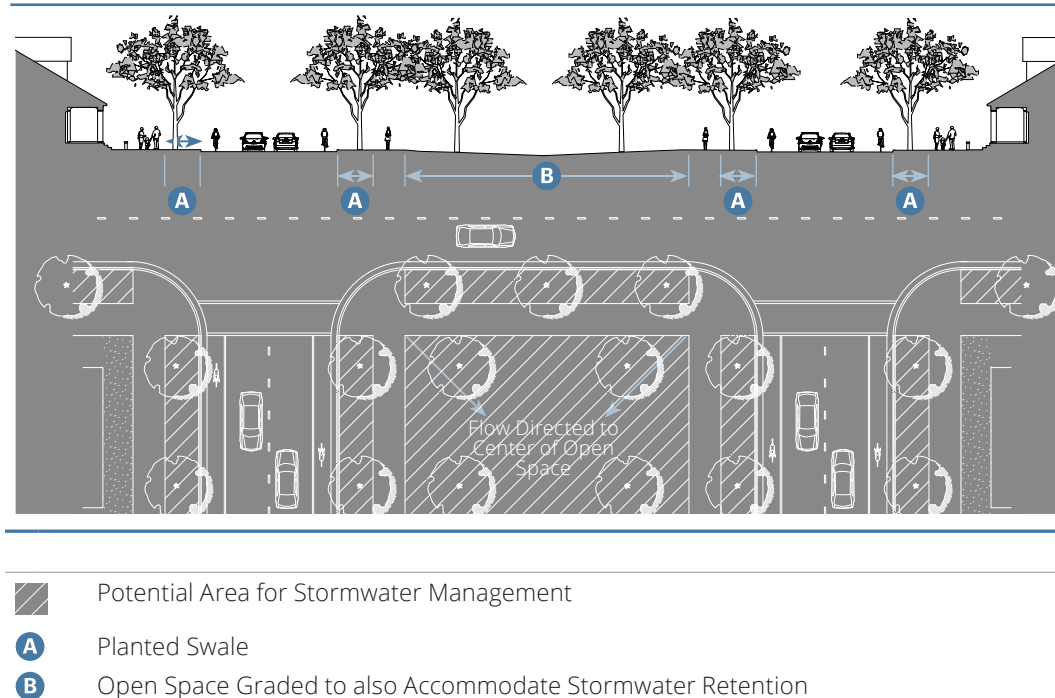 A
A
B
A
A
Flow Directed to
Center of Open
Space
Potential Area for Stormwater Management
A Planted Swale
B Open Space Graded to also Accommodate Stormwater Retention